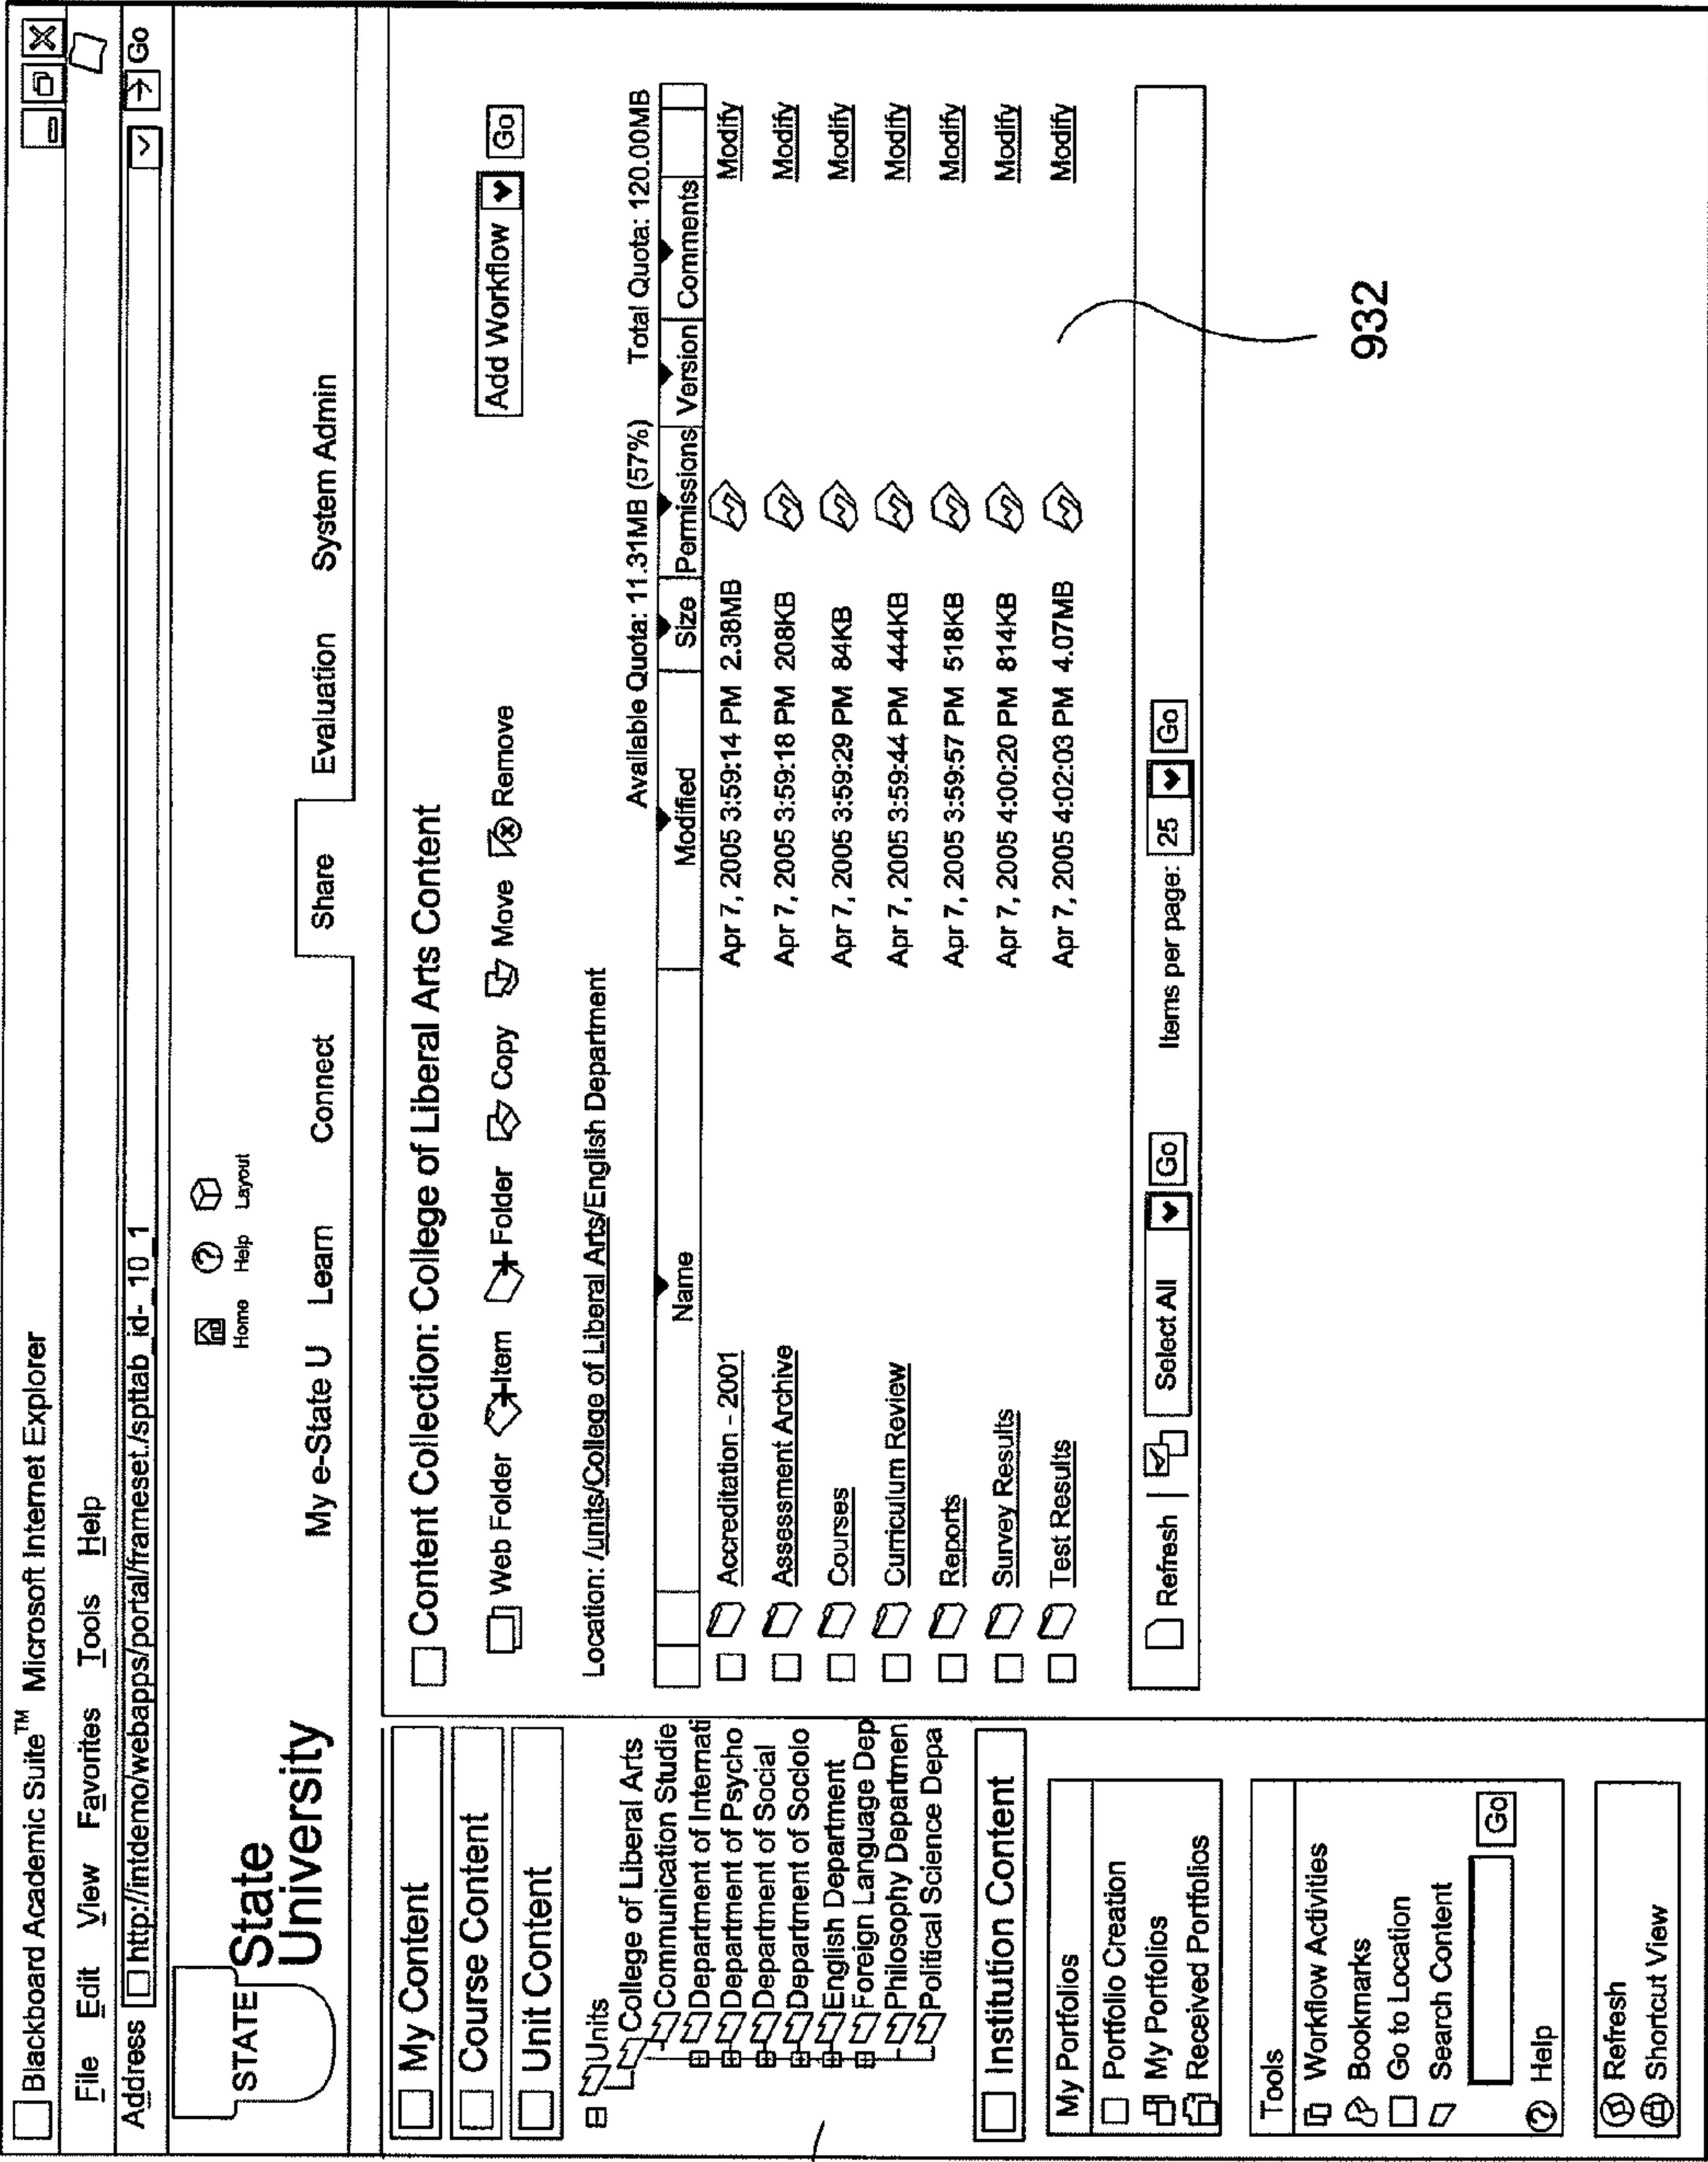 Blackboard Academic Suite™ Microsoft Internet Explorer
File Edit View Favorites Tools Help
Address http://intdemo/webapps/portal/frameset./spttab_id-_10_1 Go
STATE
State
University
Home Help Layout
My e-State U Learn Connect Share Evaluation System Admin
My Content
Course Content
Unit Content
Units
College of Liberal Arts
Communication Studie
Department of Internati
Department of Psycho
Department of Social
Department of Sociolo
English Department
Foreign Language Dep
Philosophy Departmen
Political Science Depa
Institution Content
My Portfolios
Portfolio Creation
My Portfolios
Received Portfolios
Tools
Workflow Activities
Bookmarks
Go to Location
Search Content
Go
Help
Refresh
Shortcut View
Content Collection: College of Liberal Arts Content
Web Folder +Item + Folder Copy Move Remove Add Workflow Go
Location: /units/College of Liberal Arts/English Department
Available Quota: 11.31MB (57%) Total Quota: 120.00MB
Name Modified Size Permissions Version Comments
Accreditation - 2001 Apr 7, 2005 3:59:14 PM 2.38MB Modify
Assessment Archive Apr 7, 2005 3:59:18 PM 208KB Modify
Courses Apr 7, 2005 3:59:29 PM 84KB Modify
Curriculum Review Apr 7, 2005 3:59:44 PM 444KB Modify
Reports Apr 7, 2005 3:59:57 PM 518KB Modify
Survey Results Apr 7, 2005 4:00:20 PM 814KB Modify
Test Results Apr 7, 2005 4:02:03 PM 4.07MB Modify
Refresh | Select All Go Items per page: 25 Go
932